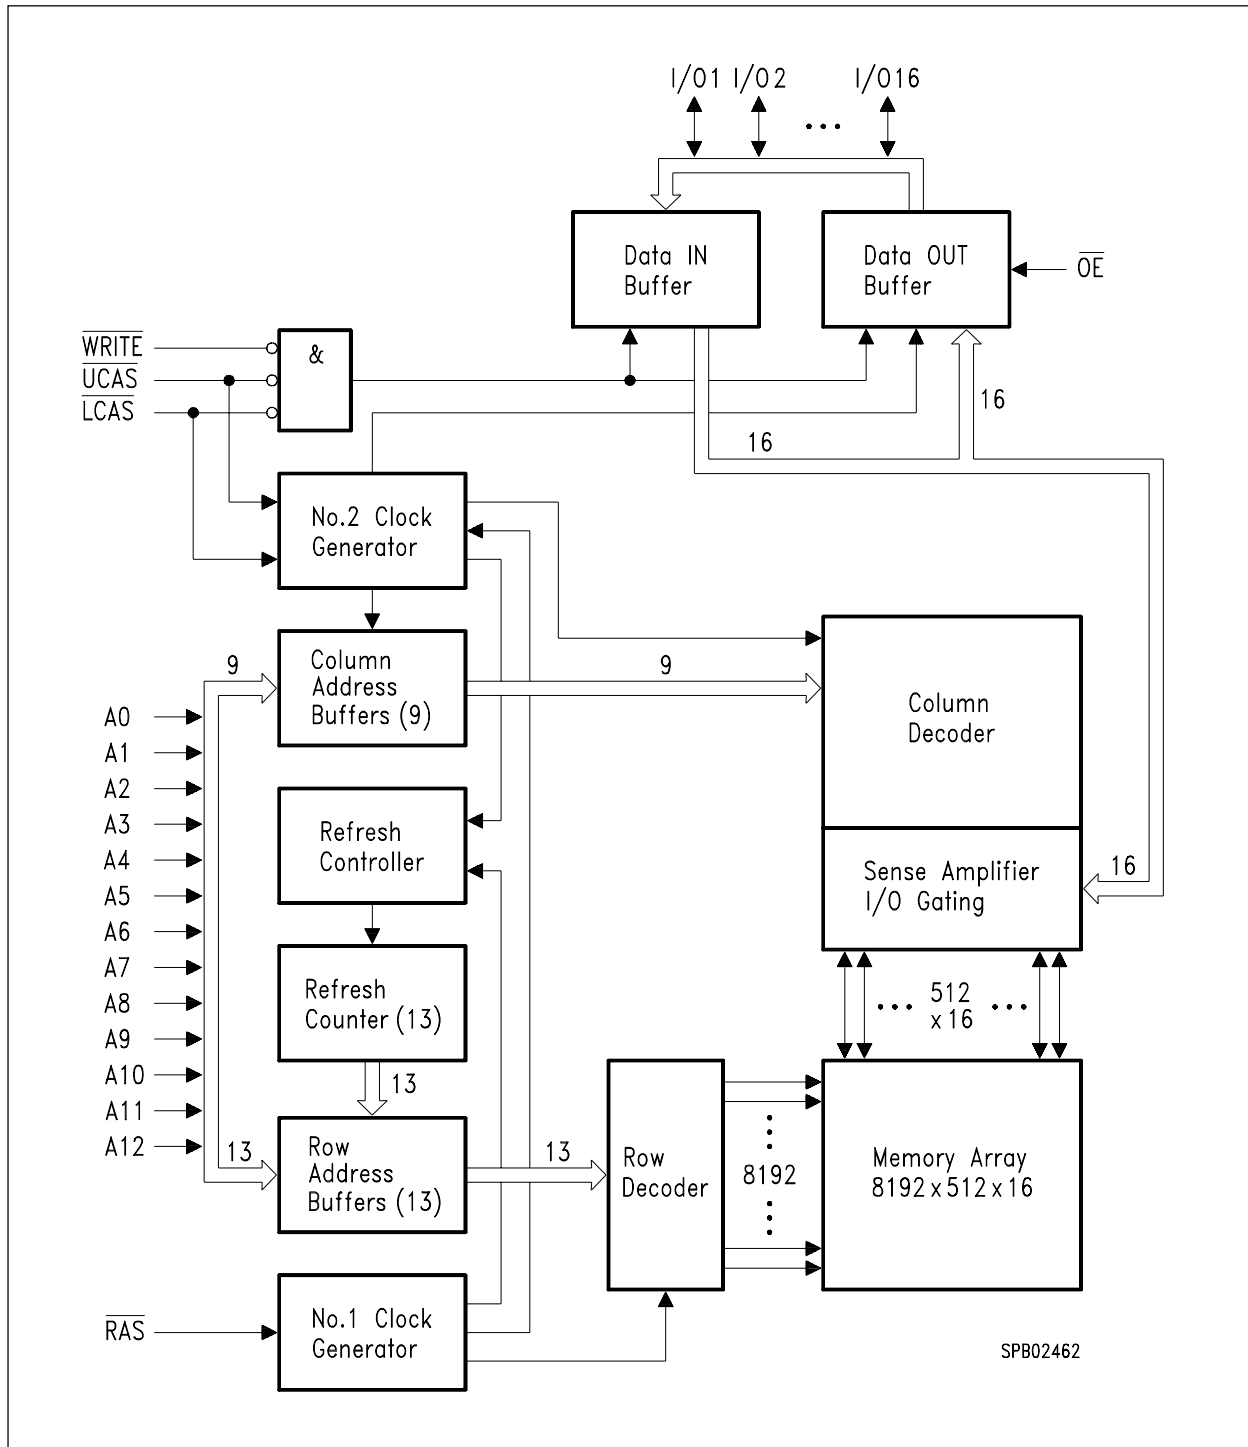 I/O1 I/O2 ... I/O16
Data IN
Buffer
Data OUT
Buffer
OE
WRITE
UCAS
LCAS
&
16
16
No.2 Clock
Generator
9
Column
Address
Buffers (9)
9
Column
Decoder
A0
A1
A2
A3
A4
A5
A6
A7
A8
A9
A10
A11
A12
Refresh
Controller
Sense Amplifier
I/O Gating
16
Refresh
Counter (13)
... 512 ...
x 16
13
13
Row
Address
Buffers (13)
13
Row
Decoder
8192
Memory Array
8192 x 512 x 16
RAS
No.1 Clock
Generator
SPB02462